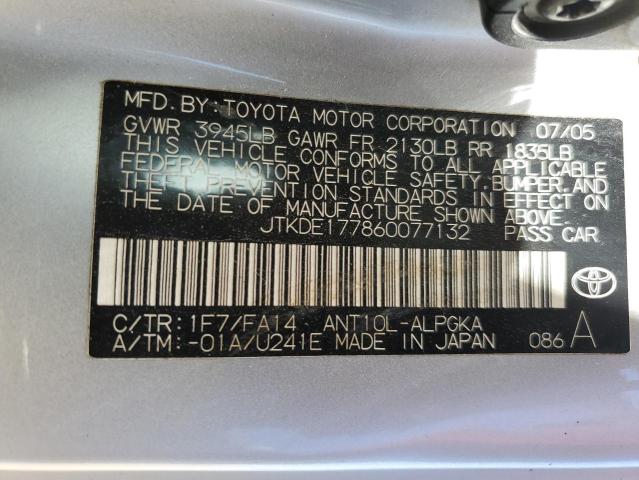 MFD. BY: TOYOTA MOTOR CORPORATION 07/05
GVWR 3945LB GAWR FR 2130LB RR 1835LB
THIS VEHICLE CONFORMS TO ALL APPLICABLE
FEDERAL MOTOR VEHICLE SAFETY, BUMPER, AND
THEFT PREVENTION STANDARDS IN EFFECT ON
THE DATE OF MANUFACTURE SHOWN ABOVE.
JTKDE177860077132 PASS CAR
C/TR: 1F7/FA14 ANT10L-ALPGKA
A/TM: -01A/U241E MADE IN JAPAN 086 A